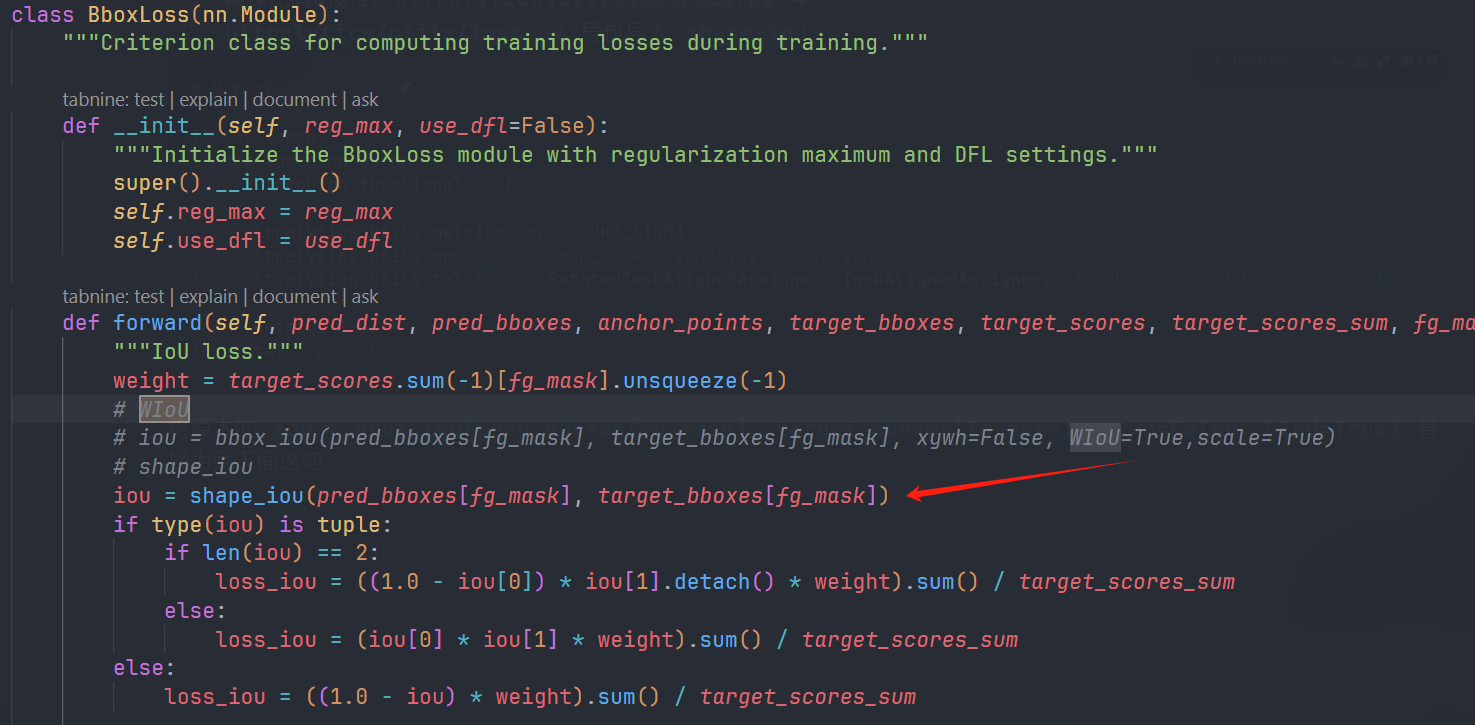 class BboxLoss(nn.Module):
"""Criterion class for computing training losses during training."""
tabnine: test | explain | document | ask
def __init__(self, reg_max, use_dfl=False):
"""Initialize the BboxLoss module with regularization maximum and DFL settings."""
super().__init__()
self.reg_max = reg_max
self.use_dfl = use_dfl
tabnine: test | explain | document | ask
def forward(self, pred_dist, pred_bboxes, anchor_points, target_bboxes, target_scores, target_scores_sum, fg_ma
"""IoU loss."""
weight = target_scores.sum(-1)[fg_mask].unsqueeze(-1)
# WIoU
# iou = bbox_iou(pred_bboxes[fg_mask], target_bboxes[fg_mask], xywh=False, WIoU=True,scale=True)
# shape_iou
iou = shape_iou(pred_bboxes[fg_mask], target_bboxes[fg_mask])
if type(iou) is tuple:
if len(iou) == 2:
loss_iou = ((1.0 - iou[0]) * iou[1].detach() * weight).sum() / target_scores_sum
else:
loss_iou = (iou[0] * iou[1] * weight).sum() / target_scores_sum
else:
loss_iou = ((1.0 - iou) * weight).sum() / target_scores_sum